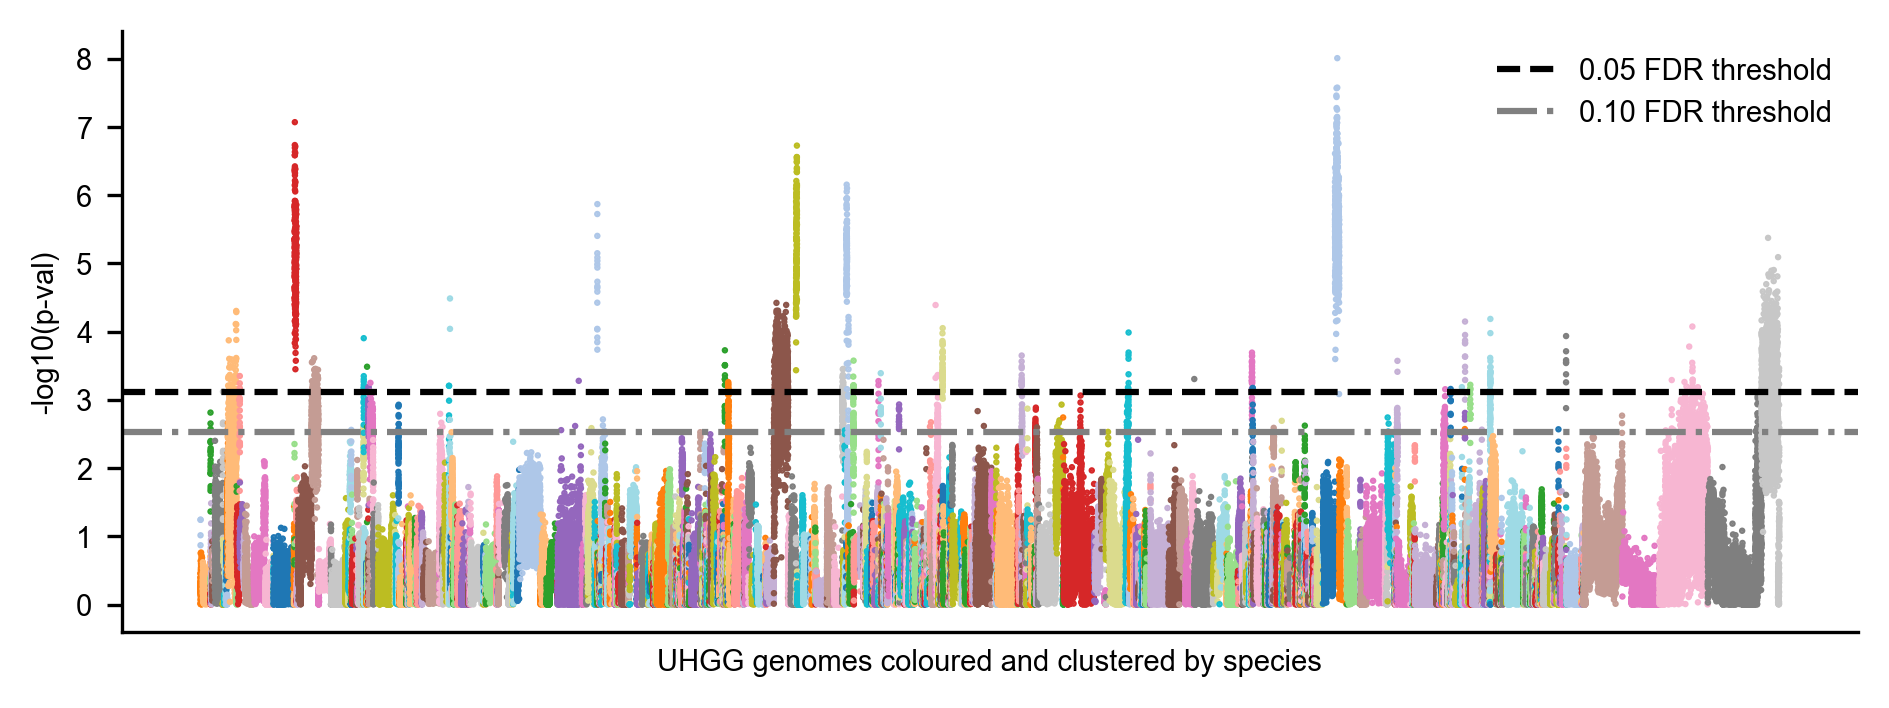 8
7
6
5
4
3
2
1
0
-log10(p-val)
0.05 FDR threshold
0.10 FDR threshold
UHGG genomes coloured and clustered by species